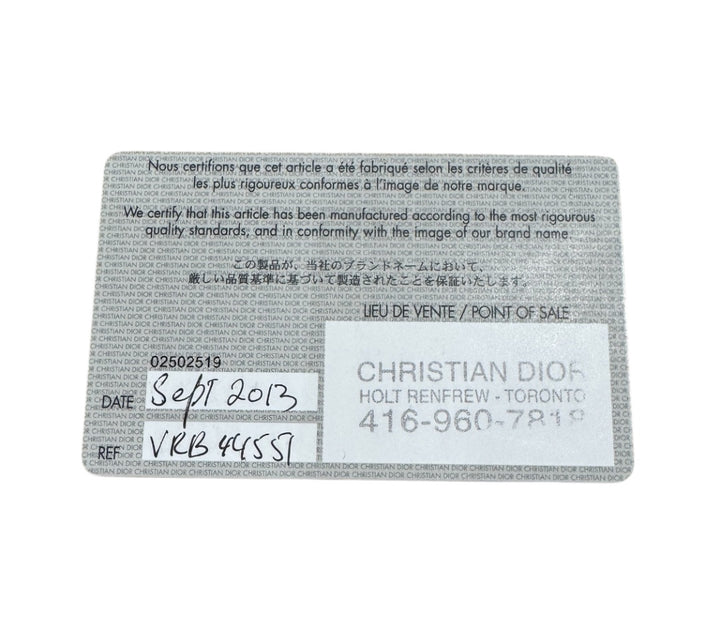 Nous certifions que cet article a été fabriqué selon les critères de qualité
les plus rigoureux conformes à l'image de notre marque.
We certify that this article has been manufactured according to the most rigourous
quality standards, and in conformity with the image of our brand name.
この製品が、当社のブランドネームにおいて、
厳しい品質基準に基づいて製造されたことを保証いたします。
LIEU DE VENTE / POINT OF SALE
CHRISTIAN DIOR
HOLT RENFREW - TORONTO
416-960-7818
02502519
DATE Sept 2013
REF VRB 44551